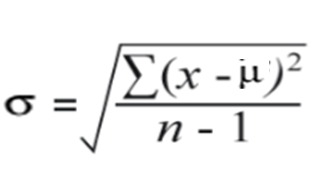 σ = √(∑(x - μ)² / (n - 1))